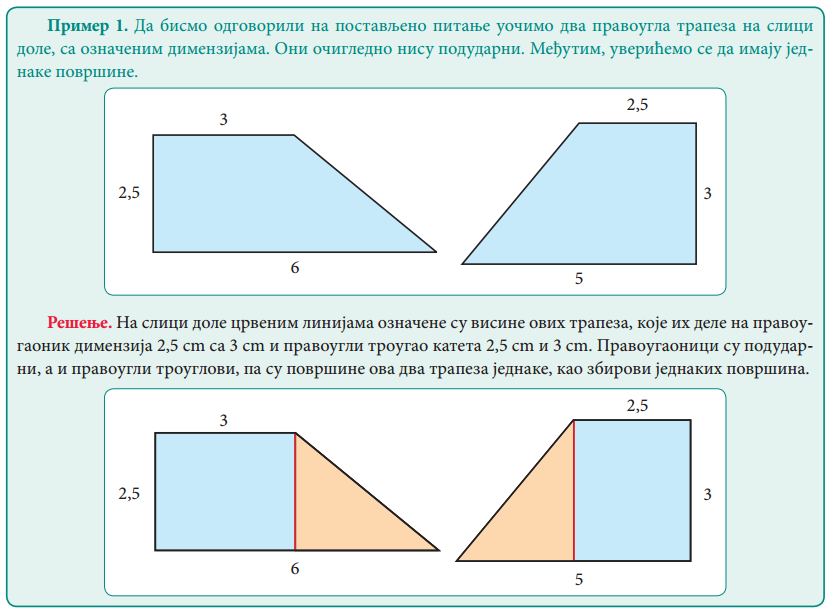 Пример 1. Да бисмо одговорили на постављено питање уочимо два правоугла трапеза на слици
доле, са означеним димензијама. Они очигледно нису подударни. Међутим, уверићемо се да имају јед-
наке површине.
3
2,5
6
2,5
3
5
Решење. На слици доле црвеним линијама означене су висине ових трапеза, које их деле на правоу-
гаоник димензија 2,5 cm са 3 cm и правоугли троугао катета 2,5 cm и 3 cm. Правоугаоници су подудар-
ни, а и правоугли троуглови, па су површине ова два трапеза једнаке, као збирови једнаких површина.
3
2,5
6
2,5
3
5